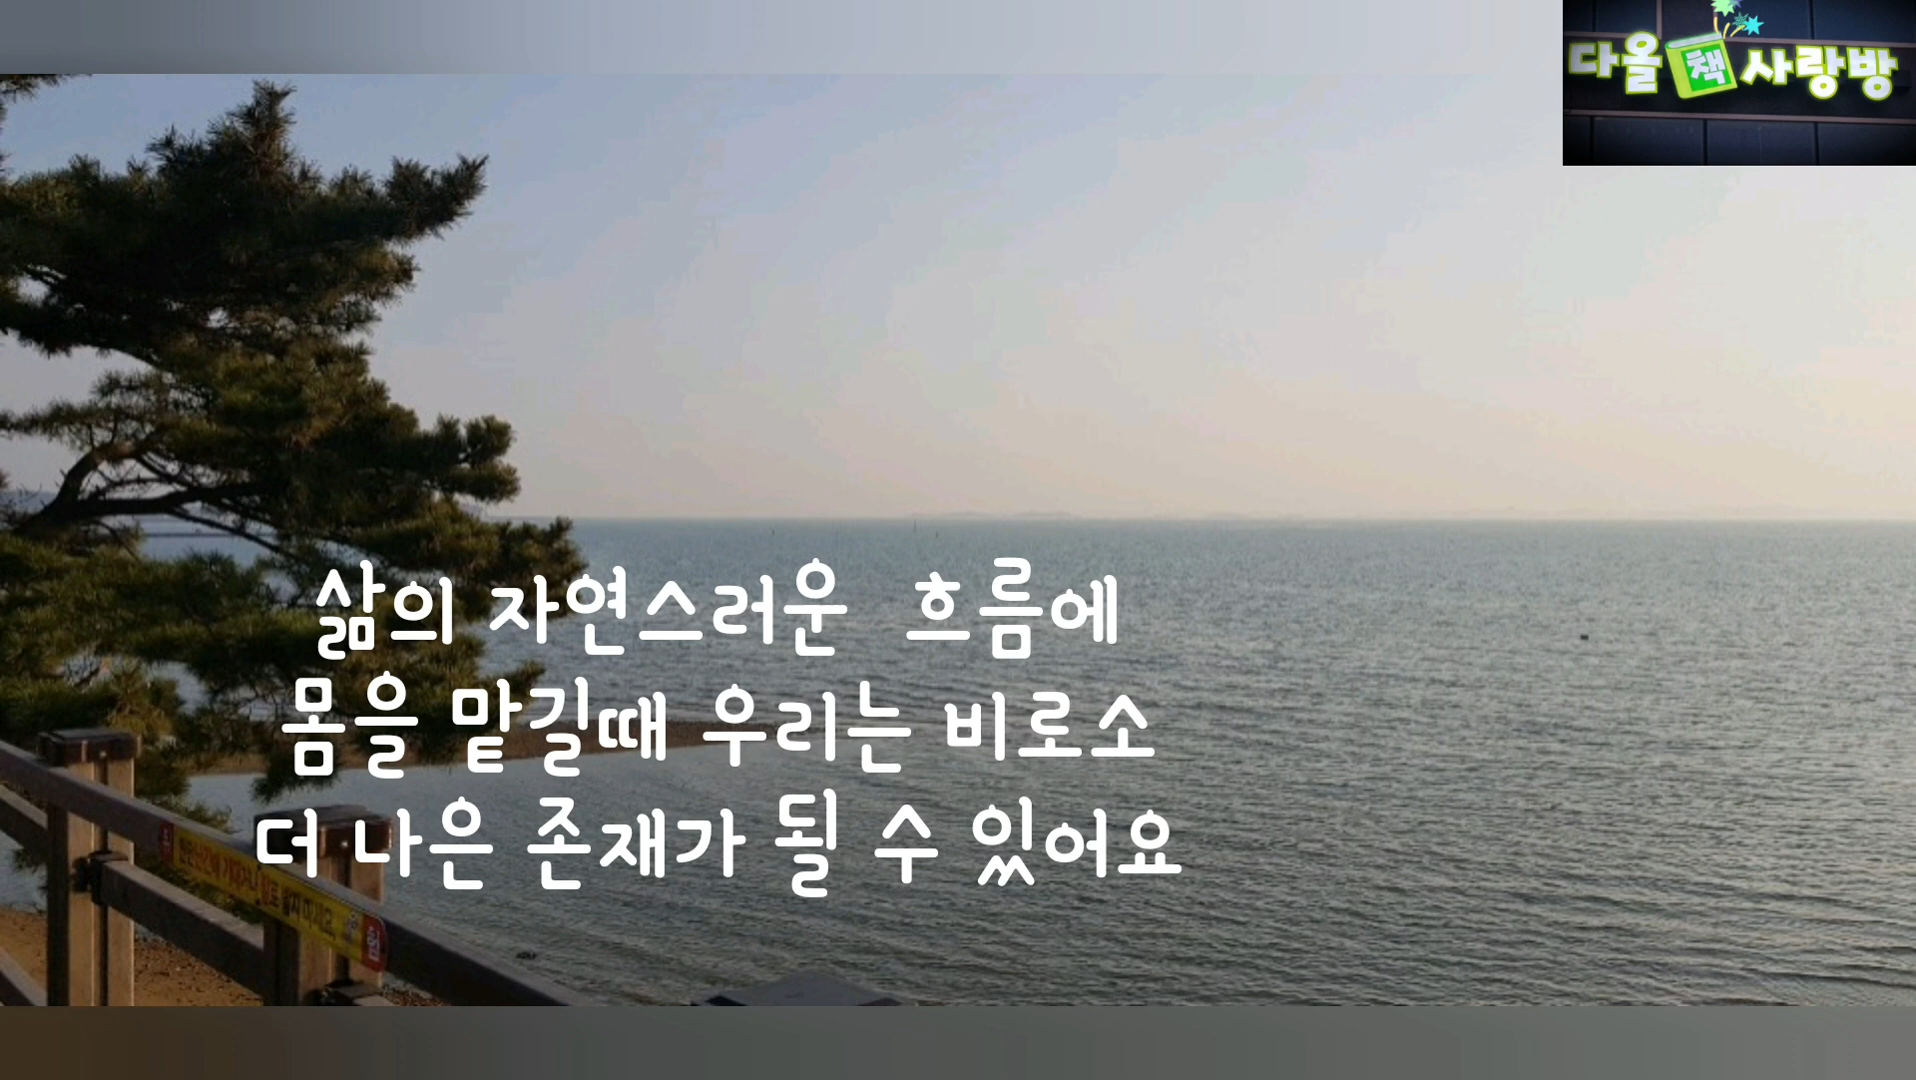 다올 책 사랑방
삶의 자연스러운 흐름에
몸을 맡길때 우리는 비로소
더 나은 존재가 될 수 있어요